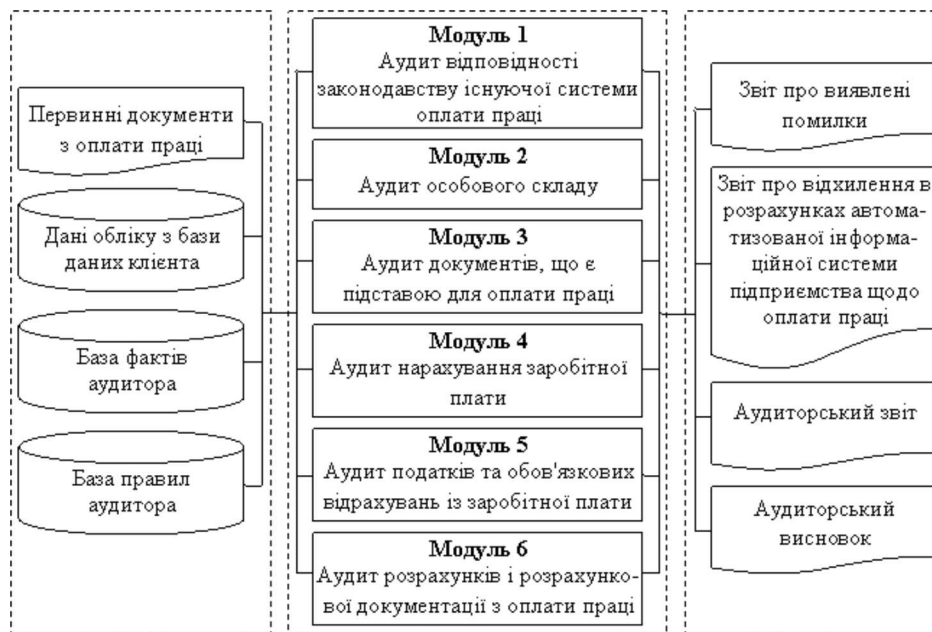 Первинні документи
з оплати праці
Дані обліку з бази
даних клієнта
База фактів
аудитора
База правил
аудитора
Модуль 1
Аудит відповідності
законодавству існуючої системи
оплати праці
Модуль 2
Аудит особового складу
Модуль 3
Аудит документів, що є
підставою для оплати праці
Модуль 4
Аудит нарахування заробітної
плати
Модуль 5
Аудит податків та обов'язкових
відрахувань із заробітної плати
Модуль 6
Аудит розрахунків і розрахунко-
вої документації з оплати праці
Звіт про виявлені
помилки
Звіт про відхилення в
розрахунках автома-
тизованої інформа-
ційної системи
підприємства щодо
оплати праці
Аудиторський звіт
Аудиторський
висновок